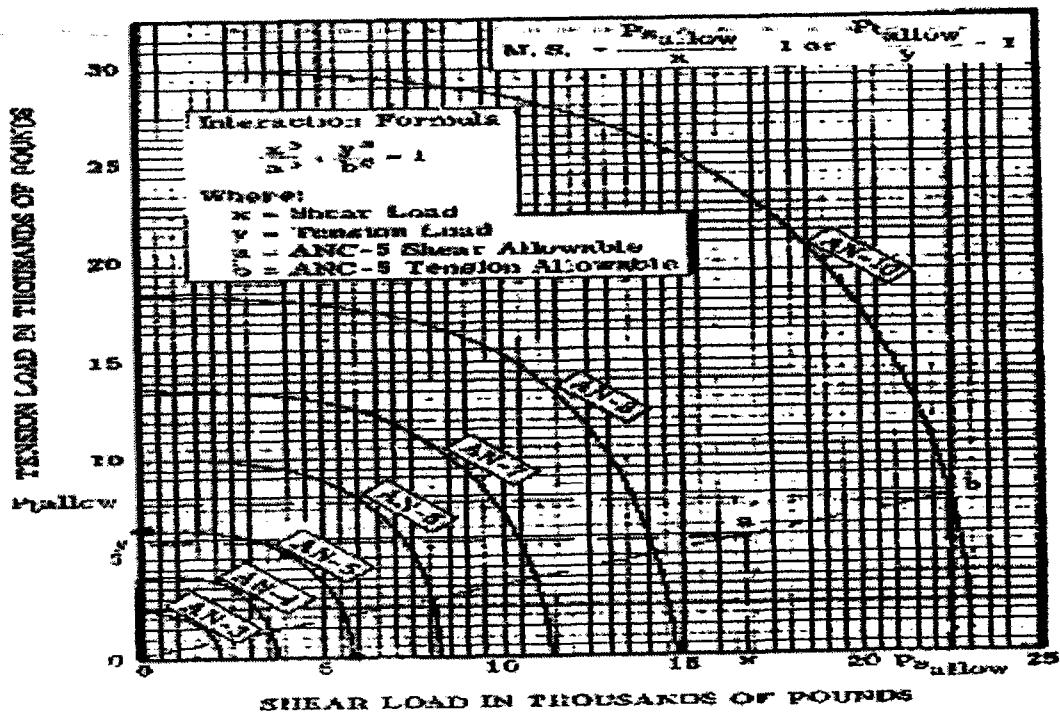 M. S. = Ps allow / x - 1 or Pt allow / y - 1
30
Interaction Formula
x³ / a³ + y² / b² = 1
25
Where:
x = Shear Load
y = Tension Load
a = ANC-5 Shear Allowable
b = ANC-5 Tension Allowable
20
AN-10
15
AN-8
10
AN-7
b
AN-6
Pt allow
a
5
AN-5
AN-4
AN-3
0
0 5 10 15 x 20 Ps allow 25
TENSION LOAD IN THOUSANDS OF POUNDS
SHEAR LOAD IN THOUSANDS OF POUNDS